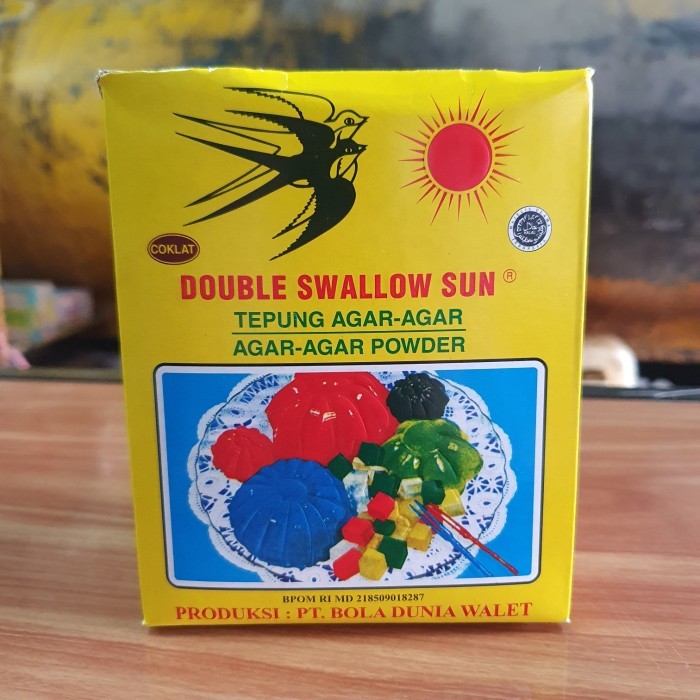 COKLAT
DOUBLE SWALLOW SUN ®
TEPUNG AGAR-AGAR
AGAR-AGAR POWDER
BPOM RI MD 218509018287
PRODUKSI : PT. BOLA DUNIA WALET